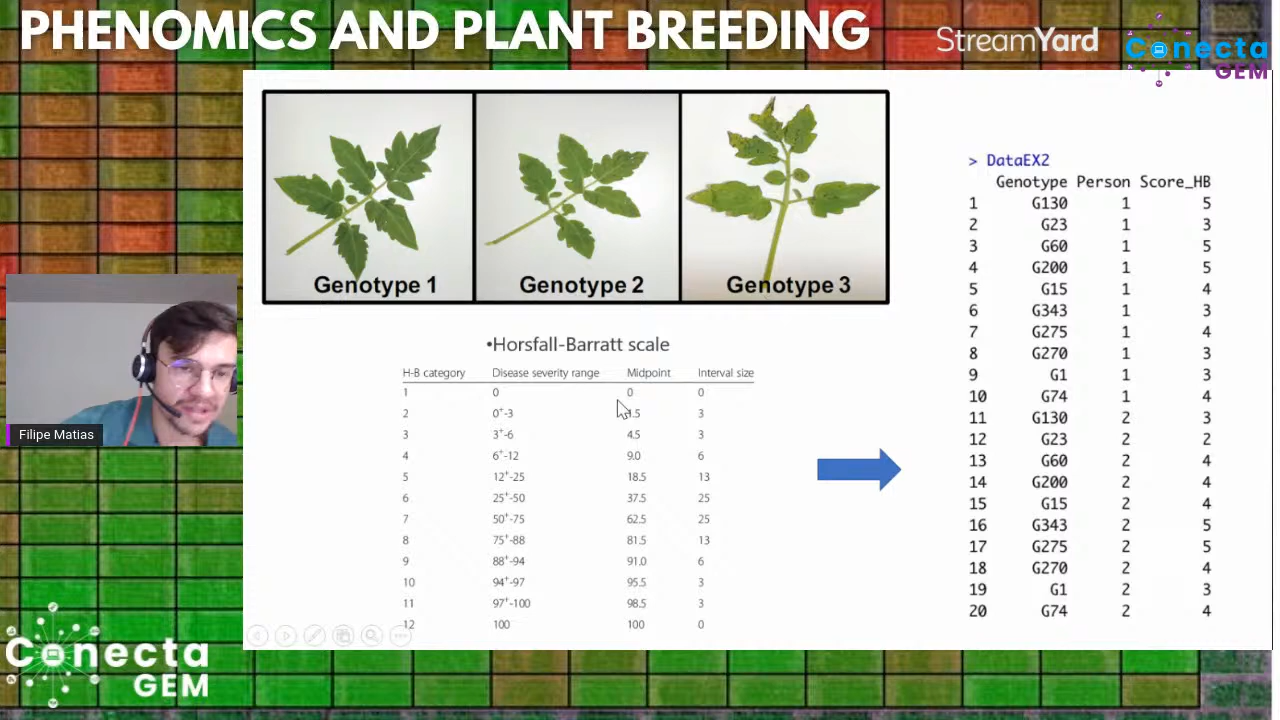 PHENOMICS AND PLANT BREEDING
StreamYard
Conecta
GEM
Genotype 1
Genotype 2
Genotype 3
•Horsfall-Barratt scale
H-B category Disease severity range Midpoint Interval size
1 0 0 0
2 0+-3 1.5 3
3 3+-6 4.5 3
4 6+-12 9.0 6
5 12+-25 18.5 13
6 25+-50 37.5 25
7 50+-75 62.5 25
8 75+-88 81.5 13
9 88+-94 91.0 6
10 94+-97 95.5 3
11 97+-100 98.5 3
12 100 100 0
> DataEX2
Genotype Person Score_HB
1 G130 1 5
2 G23 1 3
3 G60 1 5
4 G200 1 5
5 G15 1 4
6 G343 1 3
7 G275 1 4
8 G270 1 3
9 G1 1 3
10 G74 1 4
11 G130 2 3
12 G23 2 2
13 G60 2 4
14 G200 2 4
15 G15 2 4
16 G343 2 5
17 G275 2 5
18 G270 2 4
19 G1 2 3
20 G74 2 4
Filipe Matias
Conecta
GEM